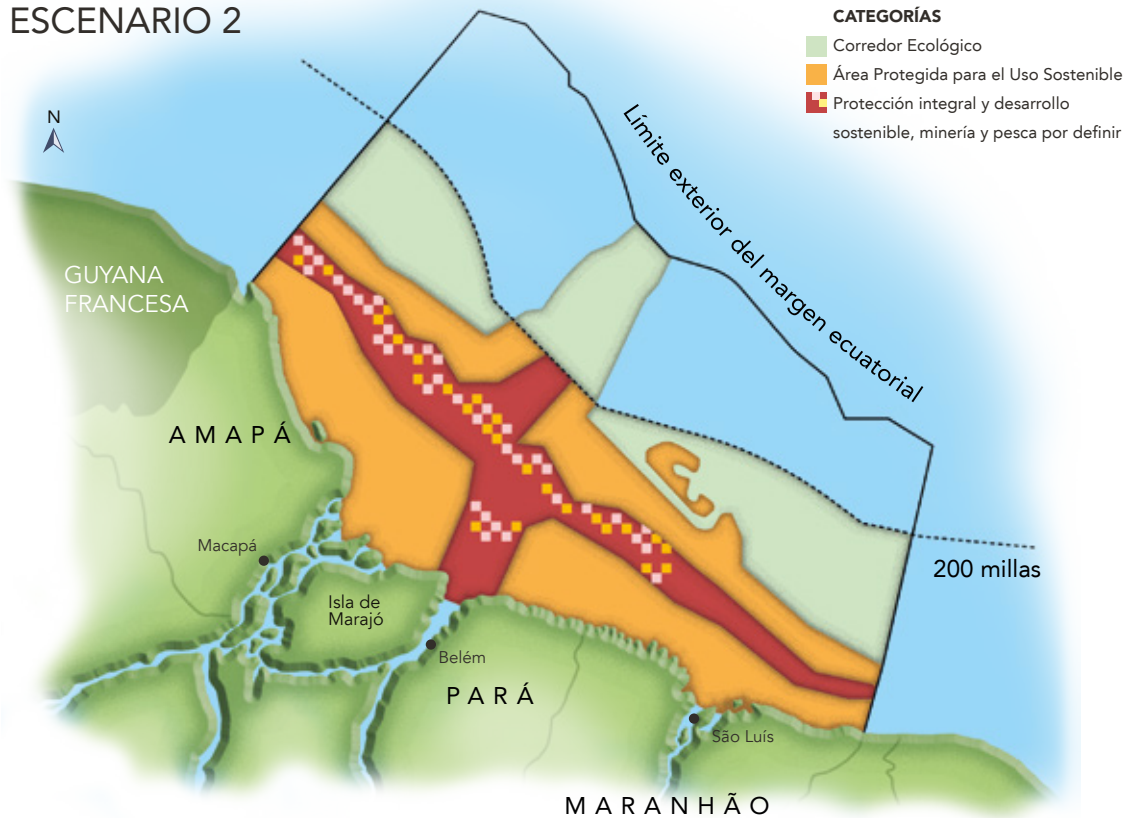 ESCENARIO 2
CATEGORÍAS
Corredor Ecológico
Área Protegida para el Uso Sostenible
Protección integral y desarrollo
sostenible, minería y pesca por definir
N
Límite exterior del margen ecuatorial
GUYANA
FRANCESA
AMAPÁ
Macapá
200 millas
Isla de
Marajó
Belém
PARÁ
São Luís
MARANHÃO